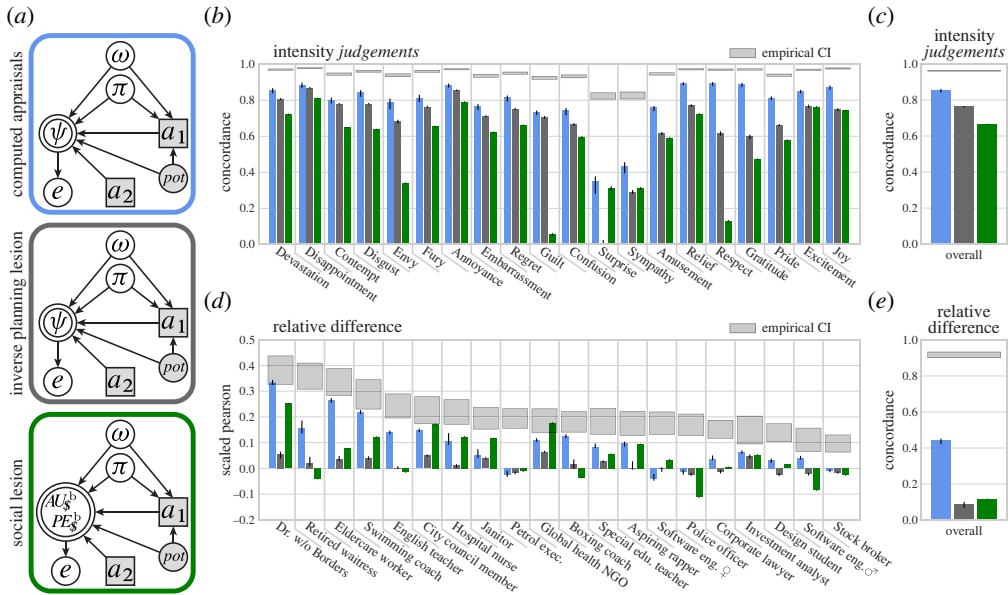 (a)
computed appraisals
ω
π
ψ
a1
e
a2
pot
inverse planning lesion
ω
π
ψ
a1
e
a2
pot
social lesion
ω
π
AU$♭
PE$♭
a1
e
a2
pot
(b)
intensity judgements
empirical CI
concordance
1.0
0.8
0.6
0.4
0.2
0.0
Devastation
Disappointment
Contempt
Disgust
Envy
Fury
Annoyance
Embarrassment
Regret
Guilt
Confusion
Surprise
Sympathy
Amusement
Relief
Respect
Gratitude
Pride
Excitement
Joy
(c)
intensity
judgements
concordance
1.0
0.8
0.6
0.4
0.2
0.0
overall
(d)
relative difference
empirical CI
scaled pearson
0.5
0.4
0.3
0.2
0.1
0.0
−0.1
−0.2
Dr. w/o Borders
Retired waitress
Eldercare worker
Swimming coach
English teacher
City council member
Hospital nurse
Janitor
Petrol exec.
Global health NGO
Boxing coach
Special edu. teacher
Aspiring rapper
Software eng. ♀
Police officer
Corporate lawyer
Investment analyst
Design student
Software eng. ♂
Stock broker
(e)
relative
difference
concordance
1.0
0.8
0.6
0.4
0.2
0.0
overall